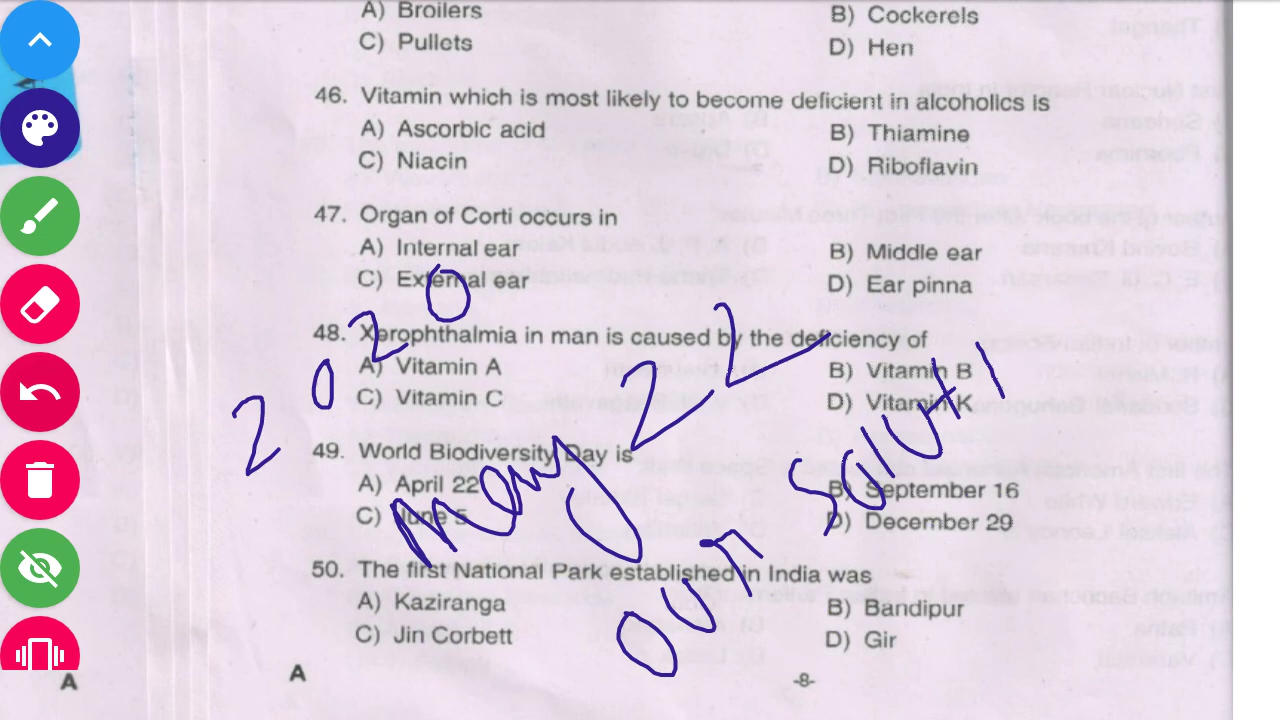 A) Broilers
B) Cockerels
C) Pullets
D) Hen
46. Vitamin which is most likely to become deficient in alcoholics is
A) Ascorbic acid
B) Thiamine
C) Niacin
D) Riboflavin
47. Organ of Corti occurs in
A) Internal ear
B) Middle ear
C) External ear
D) Ear pinna
48. Xerophthalmia in man is caused by the deficiency of
A) Vitamin A
B) Vitamin B
C) Vitamin C
D) Vitamin K
49. World Biodiversity Day is
A) April 22
B) September 16
C) June 5
D) December 29
50. The first National Park established in India was
A) Kaziranga
B) Bandipur
C) Jin Corbett
D) Gir
A
A
-8-
2020
May 22
our